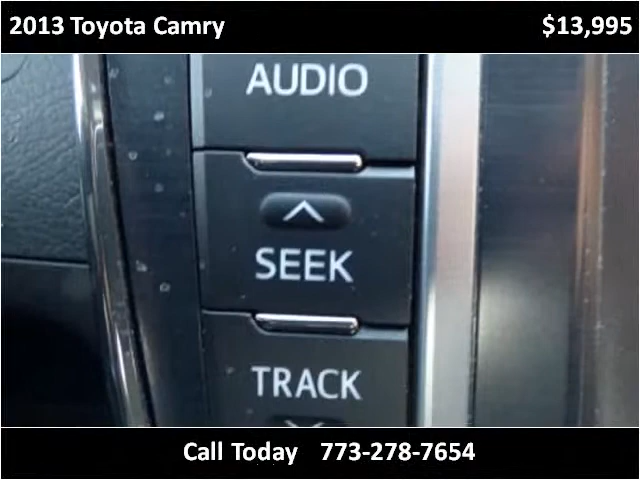 2013 Toyota Camry $13,995
AUDIO
SEEK
TRACK
Call Today 773-278-7654